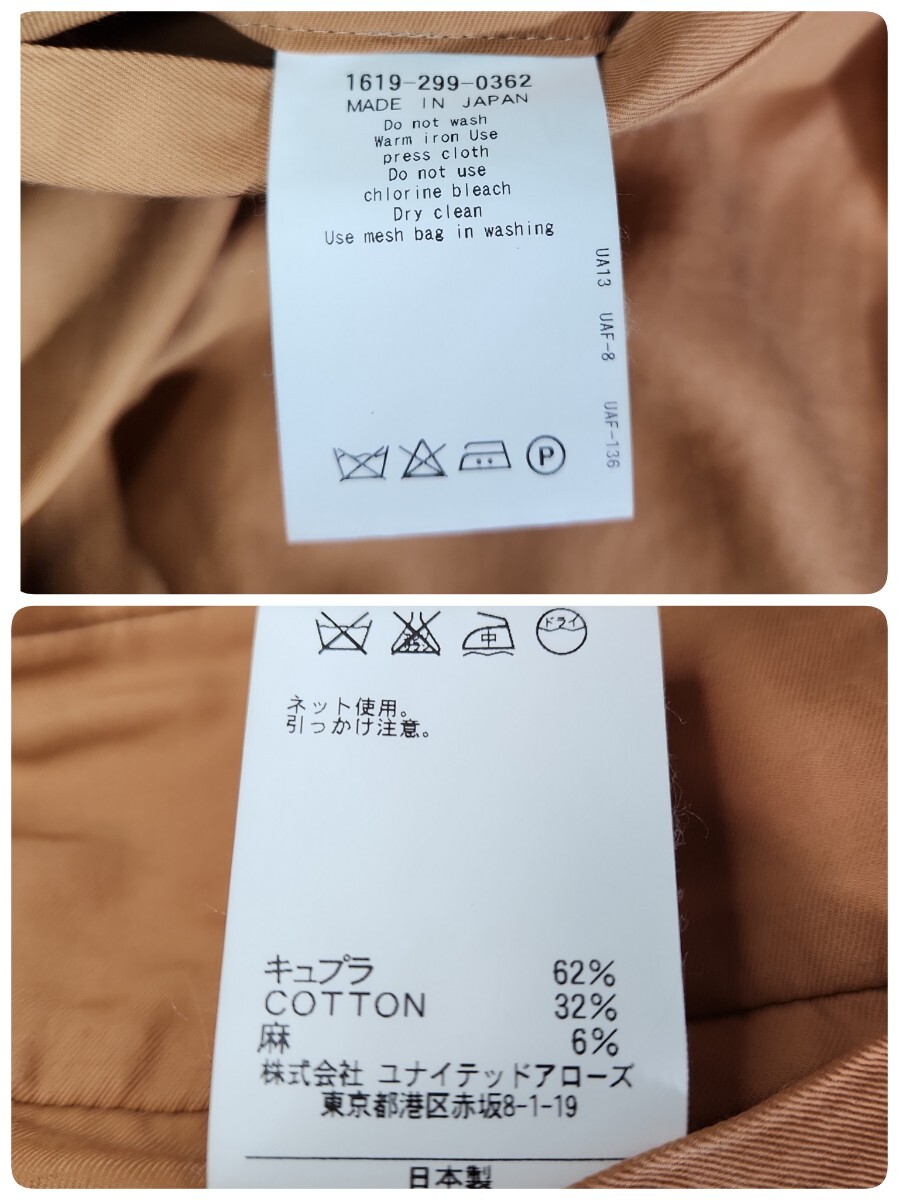 1619-299-0362
MADE IN JAPAN
Do not wash
Warm iron Use
press cloth
Do not use
chlorine bleach
Dry clean
Use mesh bag in washing
UA13 UAF-8 UAF-136
P
中
ドライ
ネット使用。
引っかけ注意。
キュプラ 62%
COTTON 32%
麻 6%
株式会社 ユナイテッドアローズ
東京都港区赤坂8-1-19
日本製